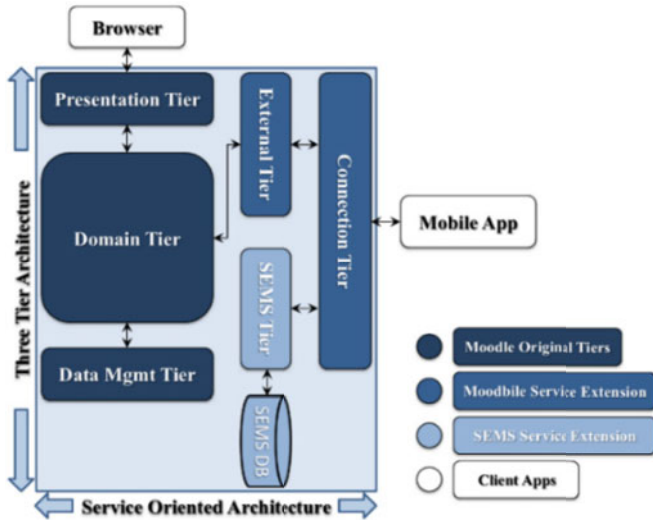 Browser
Presentation Tier
External Tier
Connection Tier
Three Tier Architecture
Domain Tier
Mobile App
SEMS Tier
Data Mgmt Tier
SEMS DB
Service Oriented Architecture
Moodle Original Tiers
Moodbile Service Extension
SEMS Service Extension
Client Apps